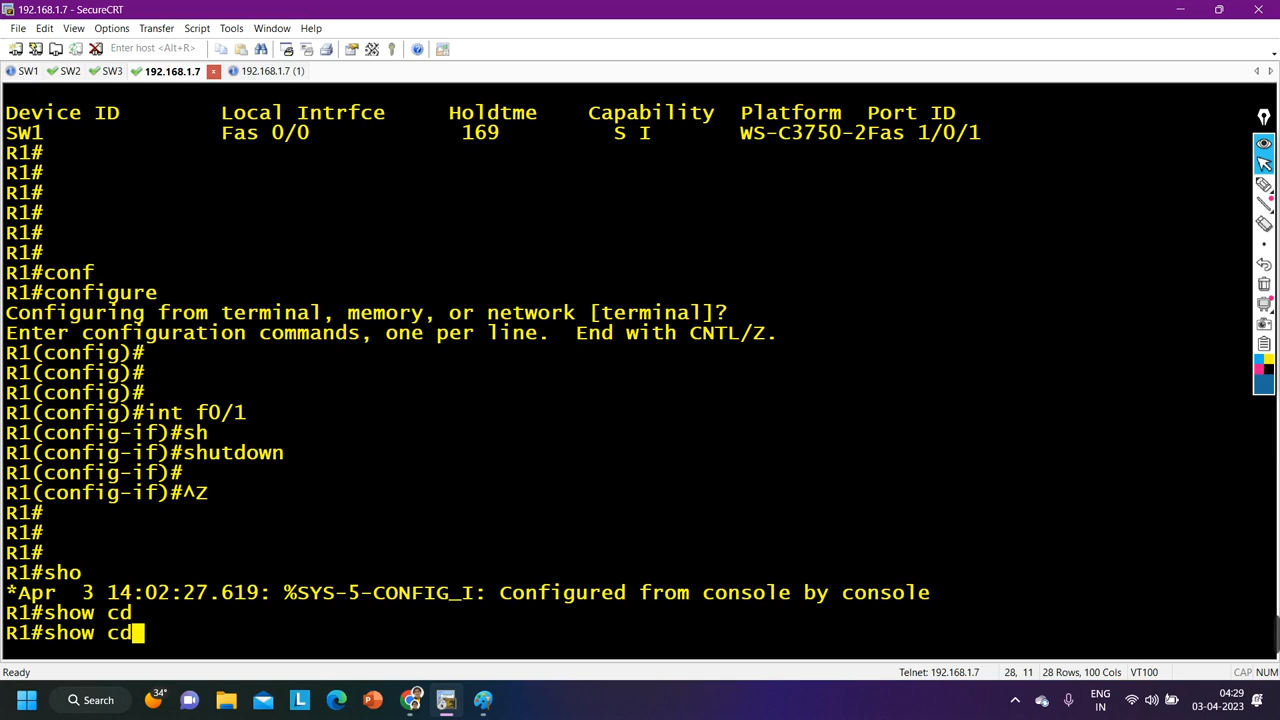 192.168.1.7 - SecureCRT
File Edit View Options Transfer Script Tools Window Help
Enter host <Alt+R>
SW1 SW2 SW3 192.168.1.7 x 192.168.1.7 (1)
Device ID Local Intrfce Holdtme Capability Platform Port ID
SW1 Fas 0/0 169 S I WS-C3750-2Fas 1/0/1
R1#
R1#
R1#
R1#
R1#
R1#
R1#conf
R1#configure
Configuring from terminal, memory, or network [terminal]?
Enter configuration commands, one per line. End with CNTL/Z.
R1(config)#
R1(config)#
R1(config)#
R1(config)#int f0/1
R1(config-if)#sh
R1(config-if)#shutdown
R1(config-if)#
R1(config-if)#^Z
R1#
R1#
R1#
R1#sho
*Apr 3 14:02:27.619: %SYS-5-CONFIG_I: Configured from console by console
R1#show cd
R1#show cd
Ready Telnet: 192.168.1.7 28, 11 28 Rows, 100 Cols VT100 CAP NUM
Search 34° ENG 04:29
IN 03-04-2023